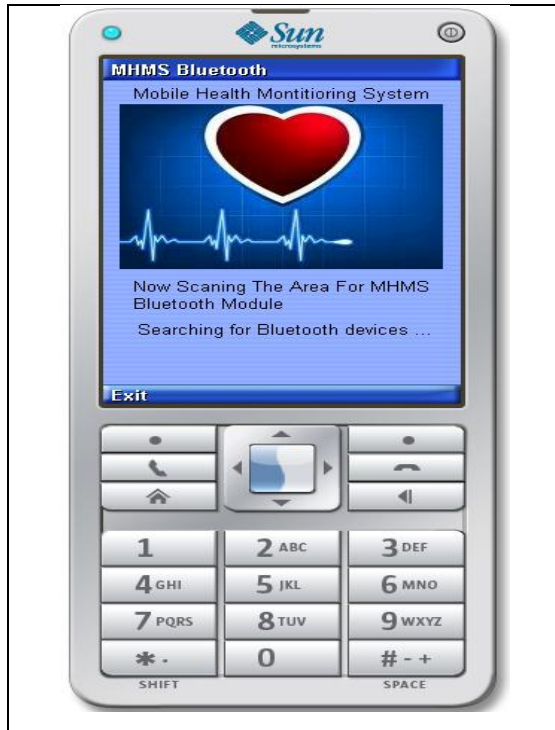 Sun
microsystems
MHMS Bluetooth
Mobile Health Montitioring System
Now Scaning The Area For MHMS
Bluetooth Module
Searching for Bluetooth devices ...
Exit
1 2 ABC 3 DEF
4 GHI 5 JKL 6 MNO
7 PQRS 8 TUV 9 WXYZ
* . 0 # - +
SHIFT SPACE